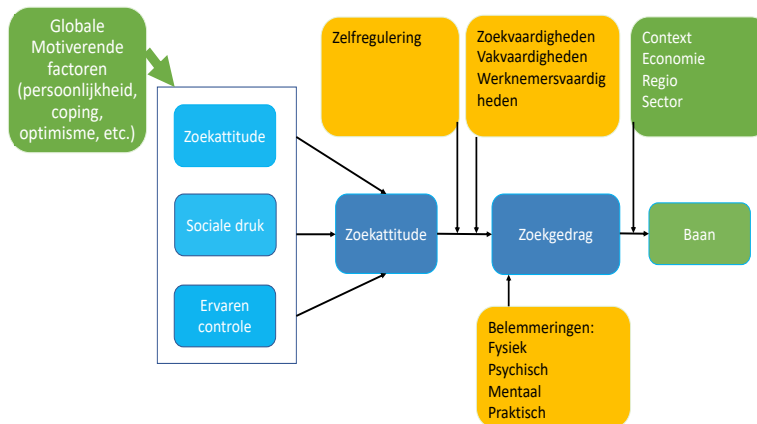 Globale
Motiverende
factoren
(persoonlijkheid,
coping,
optimisme, etc.)
Zelfregulering
Zoekvaardigheden
Vakvaardigheden
Werknemersvaardig
heden
Context
Economie
Regio
Sector
Zoekattitude
Sociale druk
Ervaren
controle
Zoekattitude
Zoekgedrag
Baan
Belemmeringen:
Fysiek
Psychisch
Mentaal
Praktisch